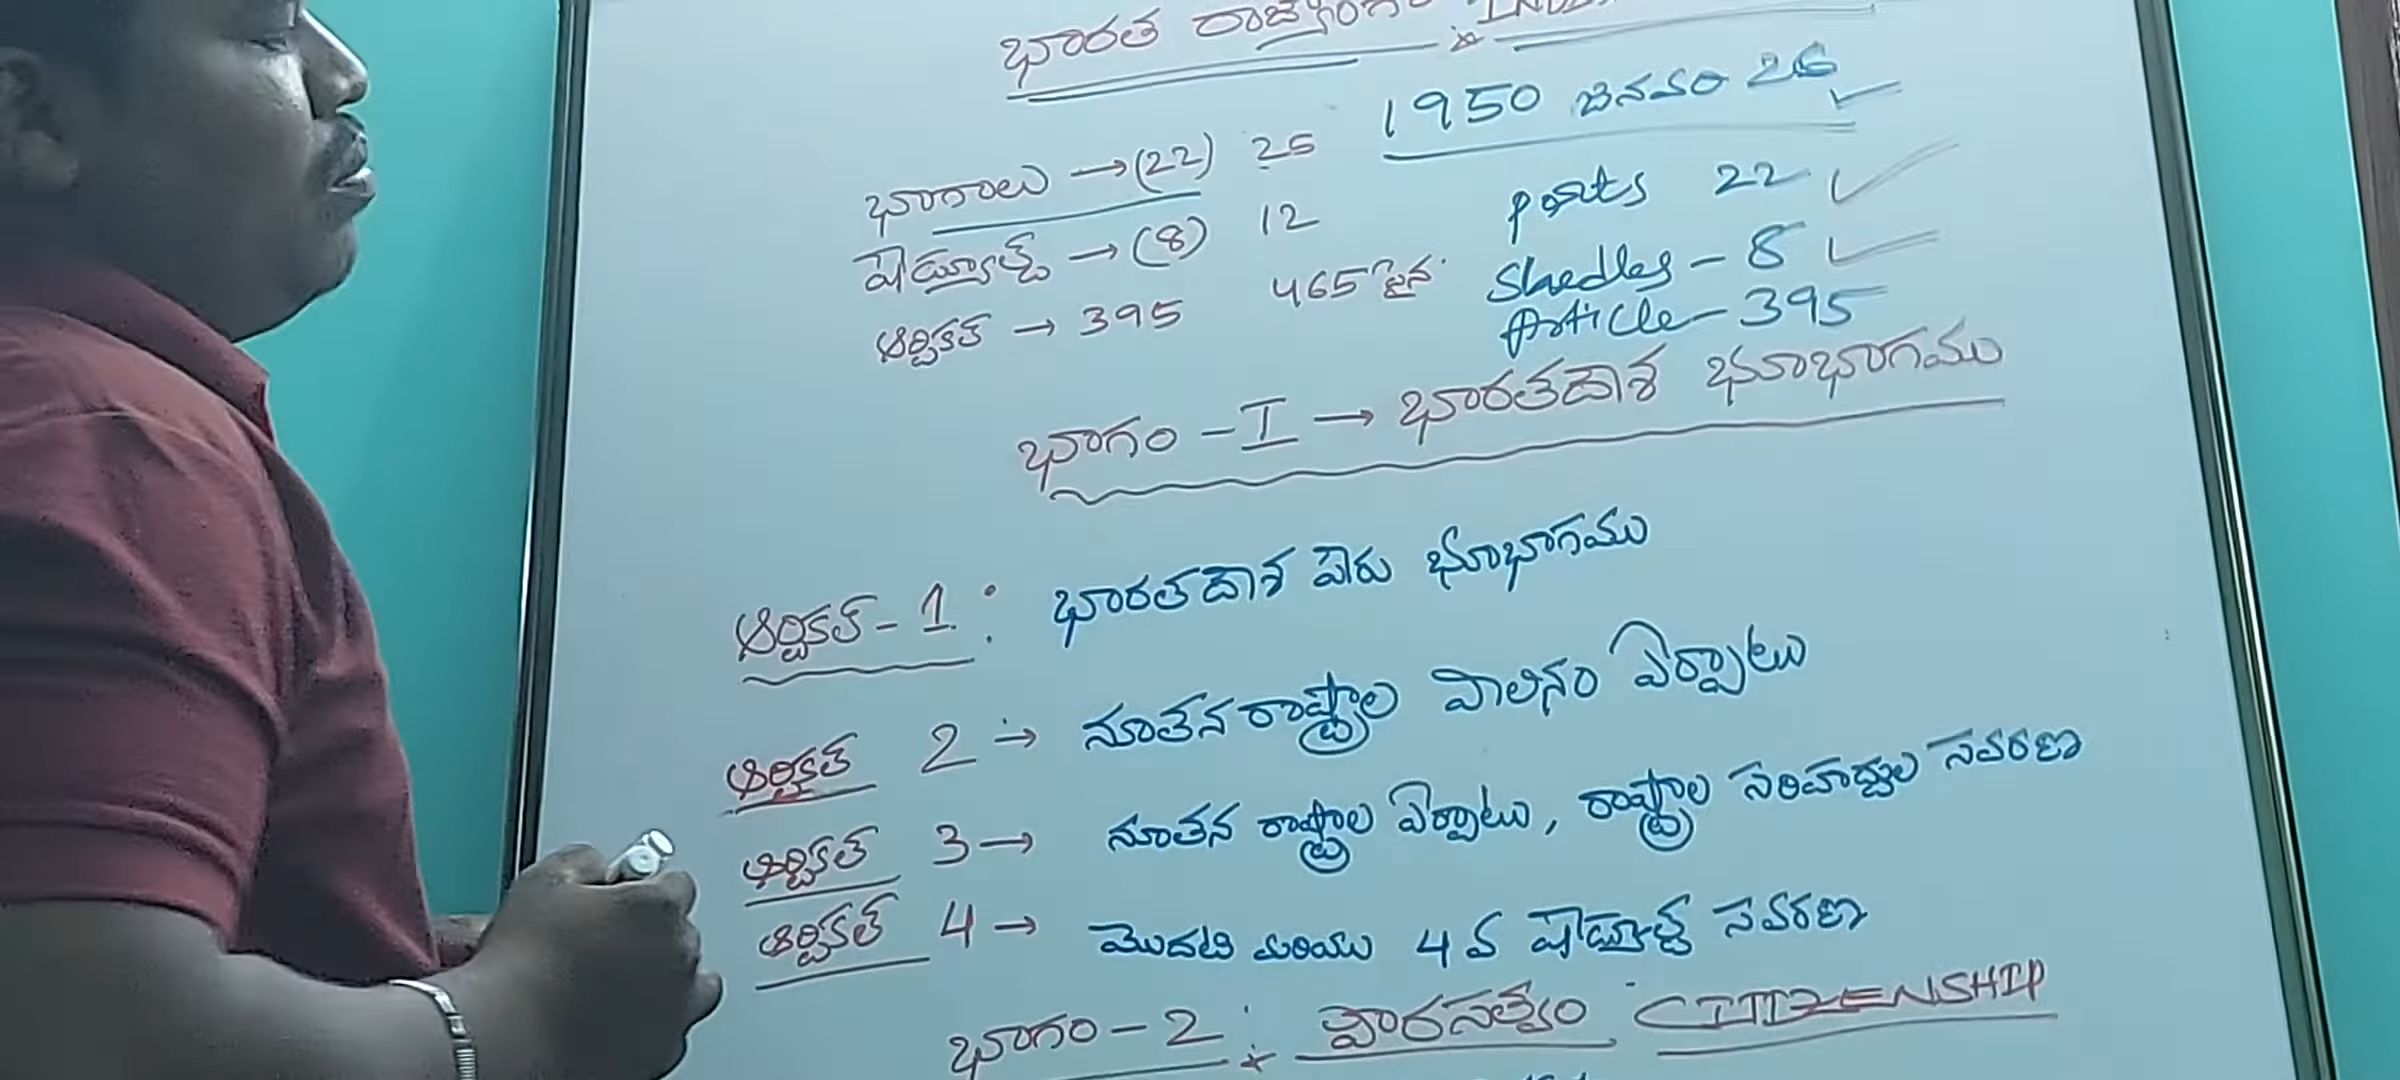 భారత రాజ్యాంగం INDIA
1950 జనవరి 26
భాగాలు → (22) 25
parts 22
షెడ్యూల్డ్ → (8) 12
Shedles - 8
ఆర్టికల్ → 395 465 పైన
Article - 395
భాగం - I → భారతదేశ భూభాగము
ఆర్టికల్ - 1 : భారతదేశ పేరు భూభాగము
ఆర్టికల్ 2 → నూతన రాష్ట్రాల ఏర్పాటు
ఆర్టికల్ 3 → నూతన రాష్ట్రాల ఏర్పాటు, రాష్ట్రాల సరిహద్దుల సవరణ
ఆర్టికల్ 4 → మొదటి మరియు 4 వ షెడ్యూల్డ సవరణ
భాగం - 2 : పౌరసత్వం CITIZENSHIP